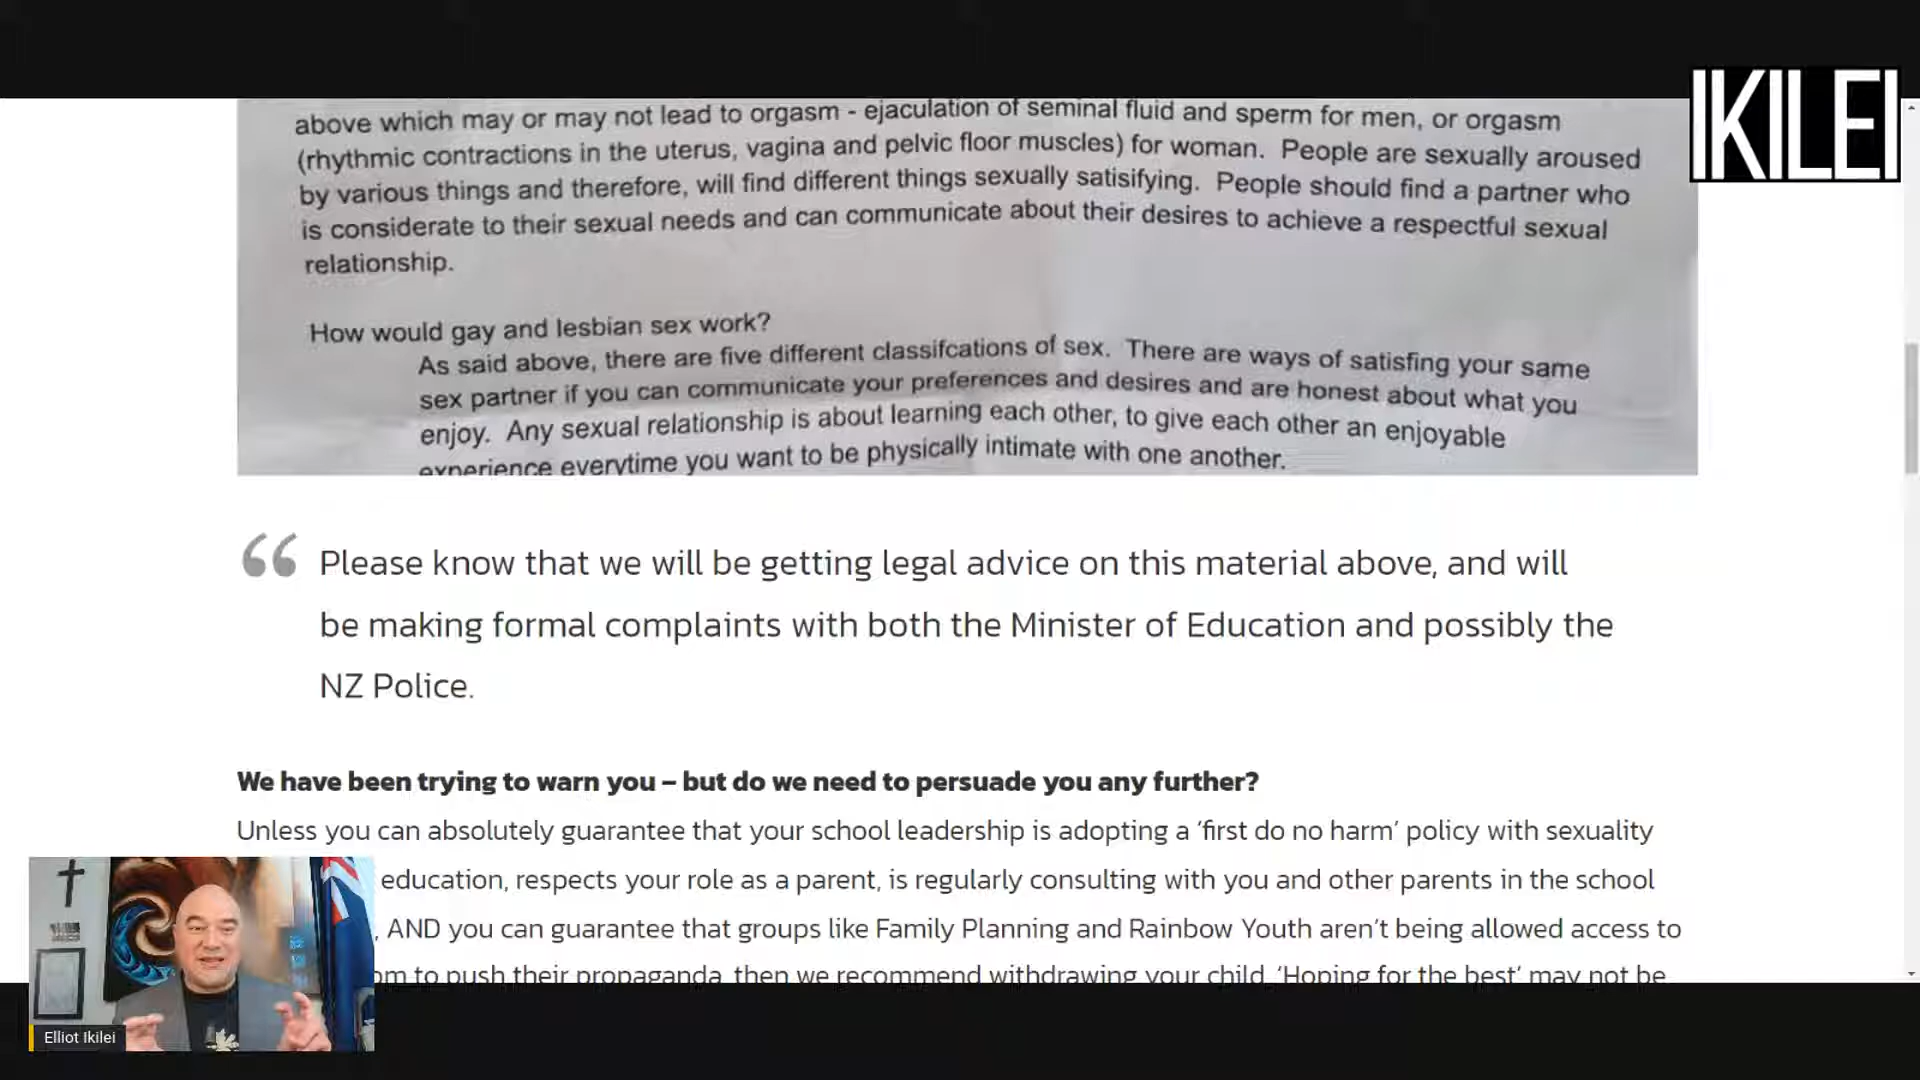 IKILEI
above which may or may not lead to orgasm - ejaculation of seminal fluid and sperm for men, or orgasm
(rhythmic contractions in the uterus, vagina and pelvic floor muscles) for woman. People are sexually aroused
by various things and therefore, will find different things sexually satisifying. People should find a partner who
is considerate to their sexual needs and can communicate about their desires to achieve a respectful sexual
relationship.
How would gay and lesbian sex work?
As said above, there are five different classifcations of sex. There are ways of satisfing your same
sex partner if you can communicate your preferences and desires and are honest about what you
enjoy. Any sexual relationship is about learning each other, to give each other an enjoyable
experience everytime you want to be physically intimate with one another.
“ Please know that we will be getting legal advice on this material above, and will
be making formal complaints with both the Minister of Education and possibly the
NZ Police.
We have been trying to warn you – but do we need to persuade you any further?
Unless you can absolutely guarantee that your school leadership is adopting a ‘first do no harm’ policy with sexuality
education, respects your role as a parent, is regularly consulting with you and other parents in the school
, AND you can guarantee that groups like Family Planning and Rainbow Youth aren’t being allowed access to
om to push their propaganda, then we recommend withdrawing your child. ‘Hoping for the best’ may not be
Elliot Ikilei